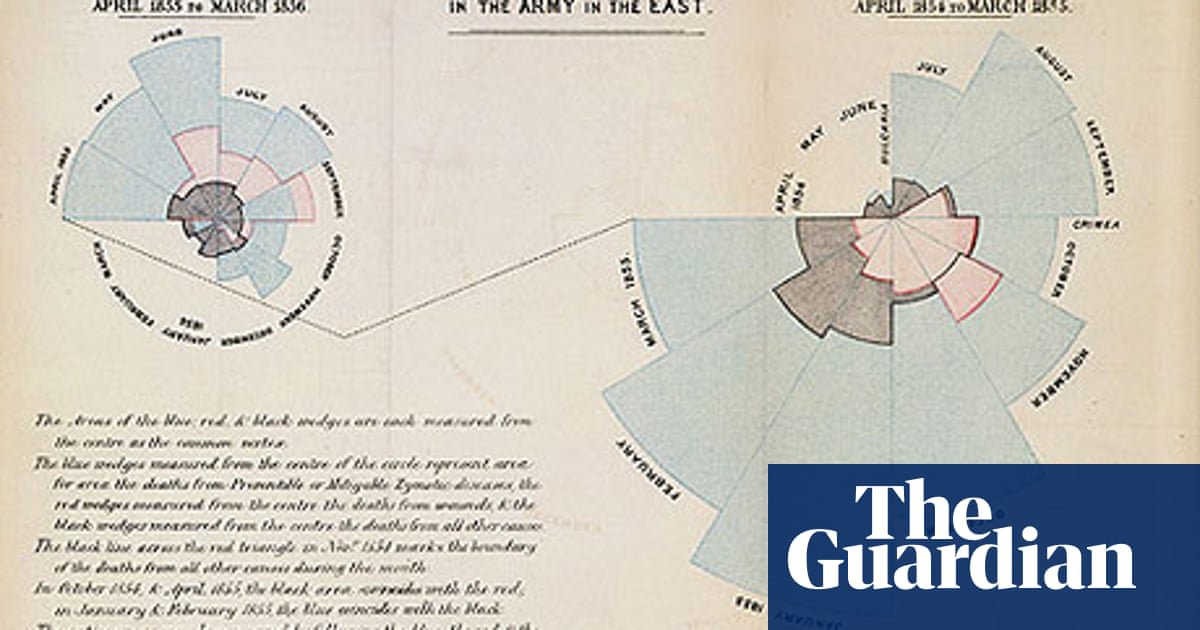 APRIL 1855 TO MARCH 1856
IN THE ARMY IN THE EAST.
APRIL 1854 TO MARCH 1855.
JUNE
JULY
AUGUST
SEPTEMBER
OCTOBER
NOVEMBER
DECEMBER
JANUARY
1856
FEBRUARY
MARCH
APRIL 1855
MAY
APRIL
1854
MAY
JUNE
BULGARIA
JULY
AUGUST
SEPTEMBER
CRIMEA
OCTOBER
NOVEMBER
JANUARY 1855
FEBRUARY
MARCH 1855
The Areas of the blue, red, & black wedges are each measured from
the centre as the common vertex
The blue wedges measured from the centre of the circle represent area
for area the deaths from Preventible or Mitigable Zymotic diseases, the
red wedges measured from the centre the deaths from wounds, & the
black wedges measured from the centre the deaths from all other causes
The black line across the red triangle in Nov.r 1854 marks the boundary
of the deaths from all other causes during the month
In October 1854, & April 1855, the black area coincides with the red,
in January & February 1855, the blue coincides with the black
The
Guardian